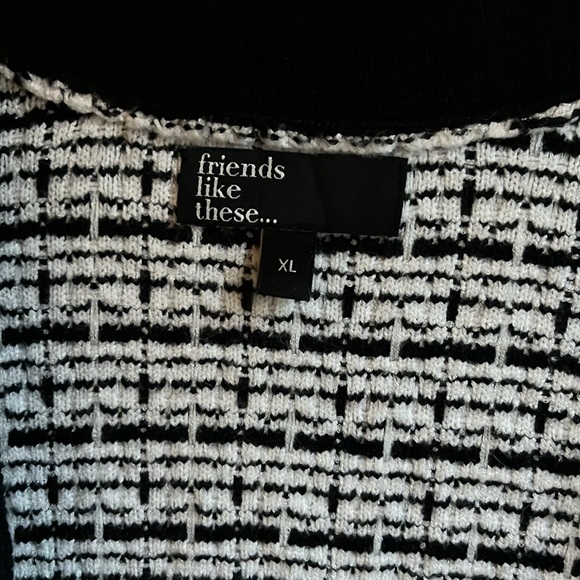 friends
like
these...
XL